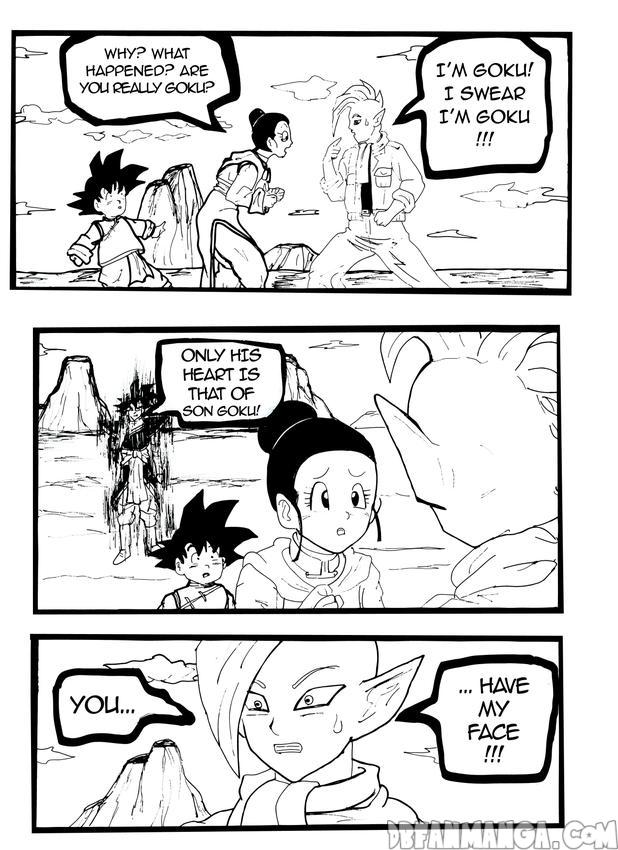 WHY? WHAT
HAPPENED? ARE
YOU REALLY GOKU?
I'M GOKU!
I SWEAR
I'M GOKU
!!!
ONLY HIS
HEART IS
THAT OF
SON GOKU!
YOU...
... HAVE
MY
FACE
!!!
DBFANMANGA.COM